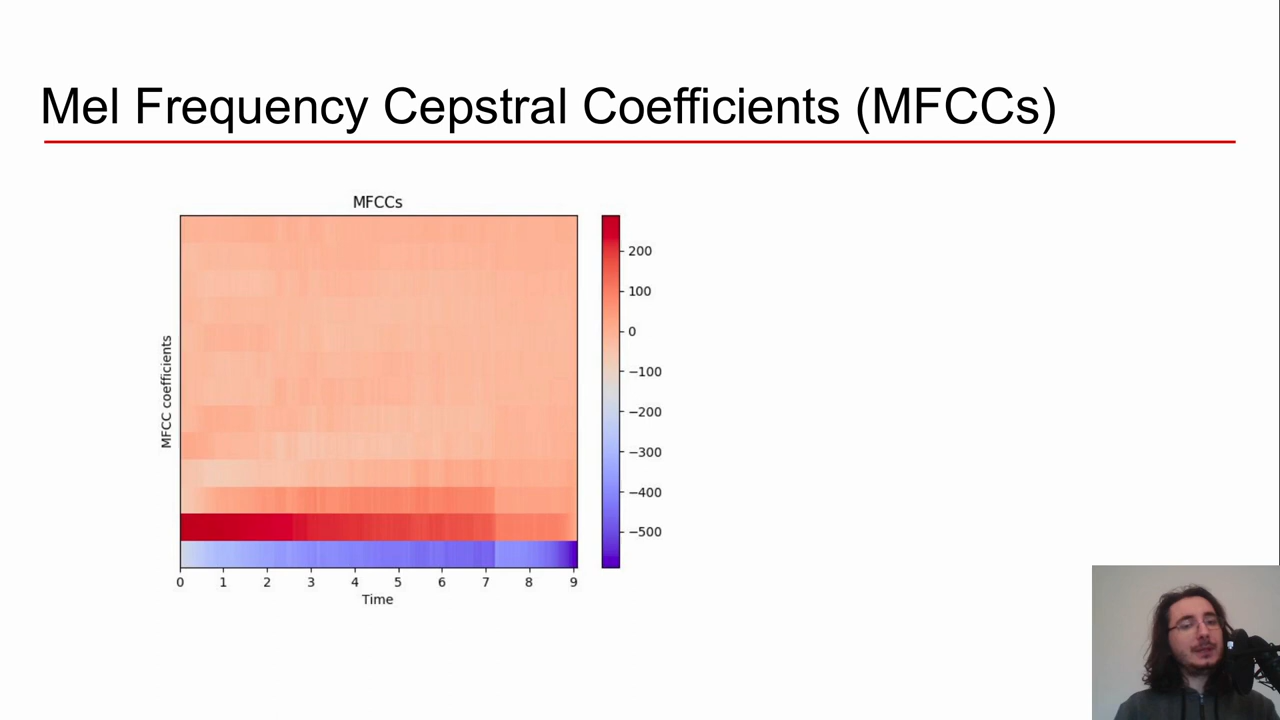 Mel Frequency Cepstral Coefficients (MFCCs)
MFCCs
MFCC coefficients
200
100
0
−100
−200
−300
−400
−500
0 1 2 3 4 5 6 7 8 9
Time